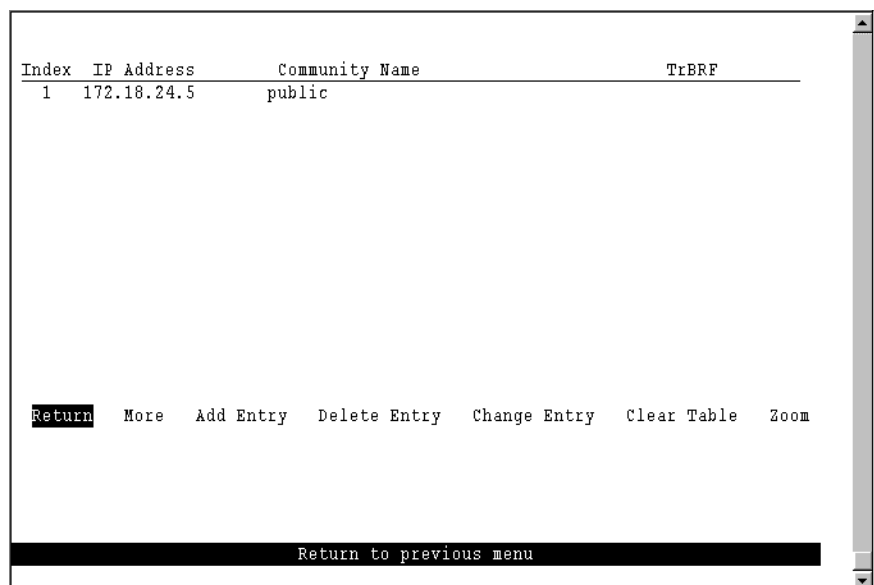 Index IP Address Community Name TrBRF
1 172.18.24.5 public
Return More Add Entry Delete Entry Change Entry Clear Table Zoom
Return to previous menu